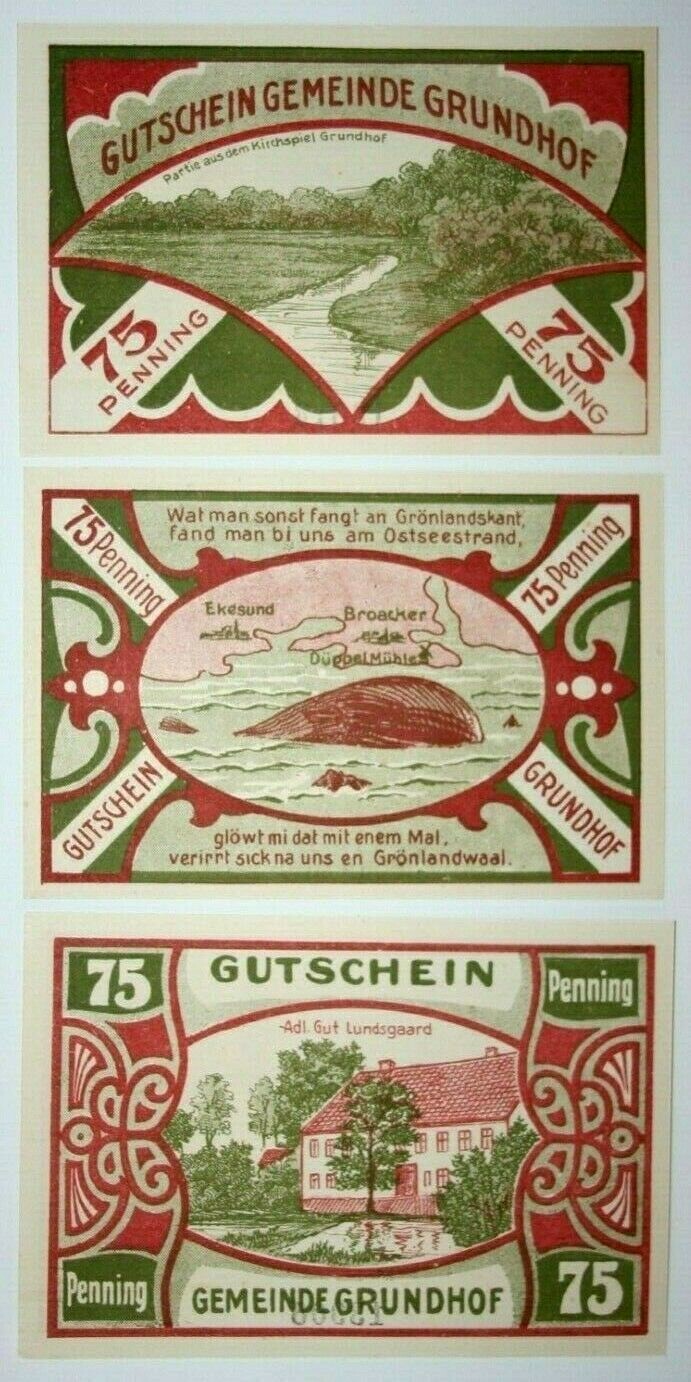 GUTSCHEIN GEMEINDE GRUNDHOF
Partie aus dem Kirchspiel Grundhof
75 PENNING
75 PENNING
75 Penning
75 Penning
Wat man sonst fangt an Grönlandskant,
fand man bi uns am Ostseestrand,
Ekesund
Broacker
Düppel Mühle
GUTSCHEIN
GRUNDHOF
glöwt mi dat mit enem Mal,
verirrt sick na uns en Grönlandwaal.
75
GUTSCHEIN
Penning
Adl. Gut Lundsgaard
Penning
GEMEINDE GRUNDHOF
75